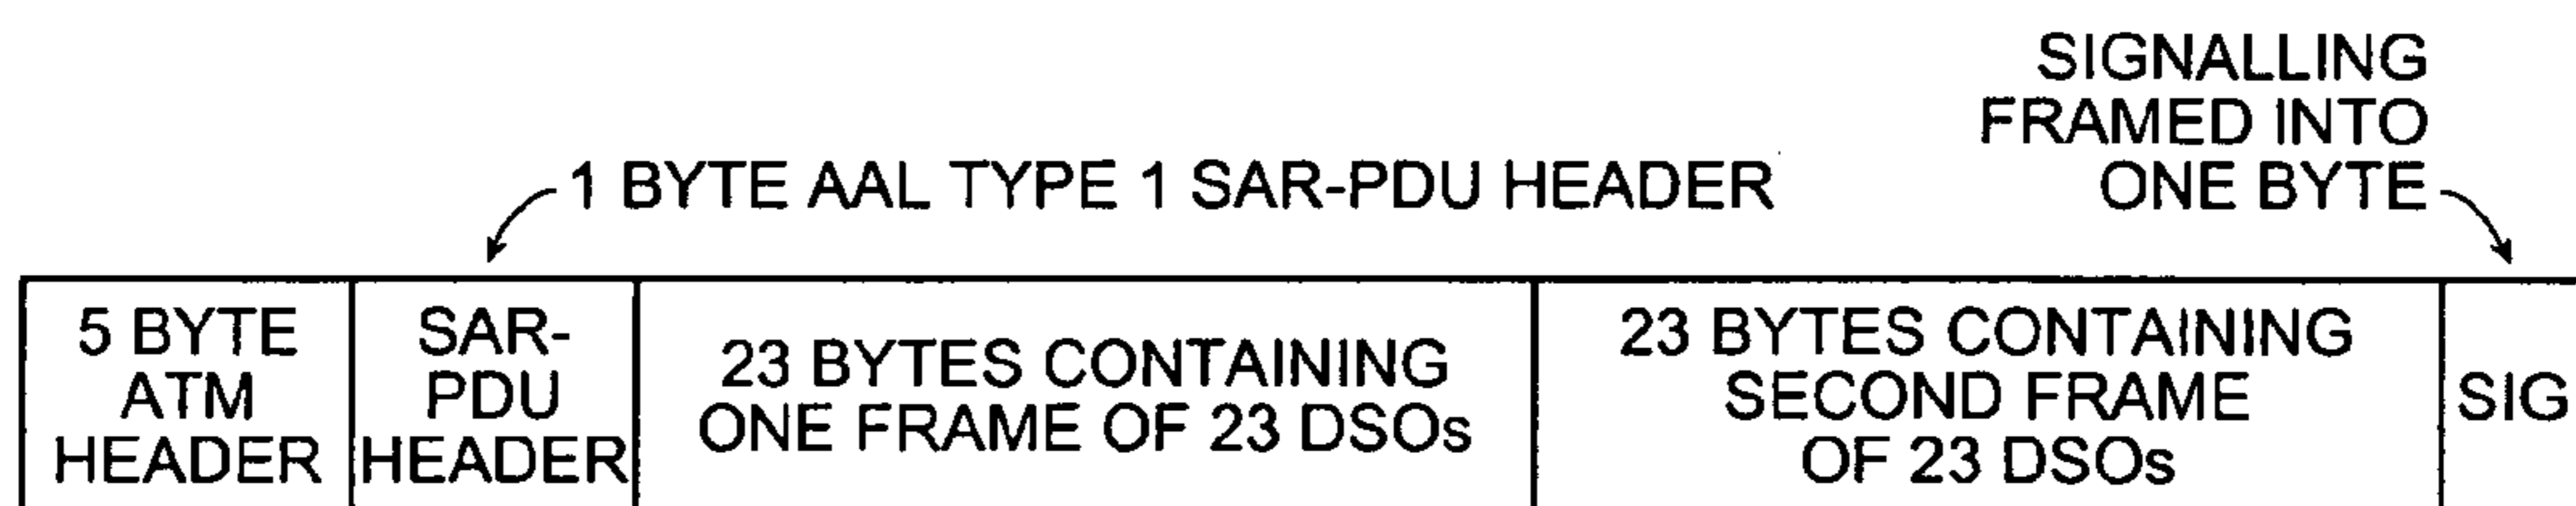 SIGNALLING
FRAMED INTO
ONE BYTE
1 BYTE AAL TYPE 1 SAR-PDU HEADER
5 BYTE
ATM
HEADER
SAR-
PDU
HEADER
23 BYTES CONTAINING
ONE FRAME OF 23 DSOs
23 BYTES CONTAINING
SECOND FRAME
OF 23 DSOs
SIG